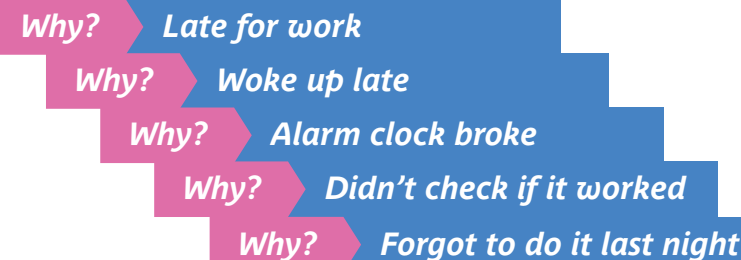 Why? Late for work
Why? Woke up late
Why? Alarm clock broke
Why? Didn’t check if it worked
Why? Forgot to do it last night